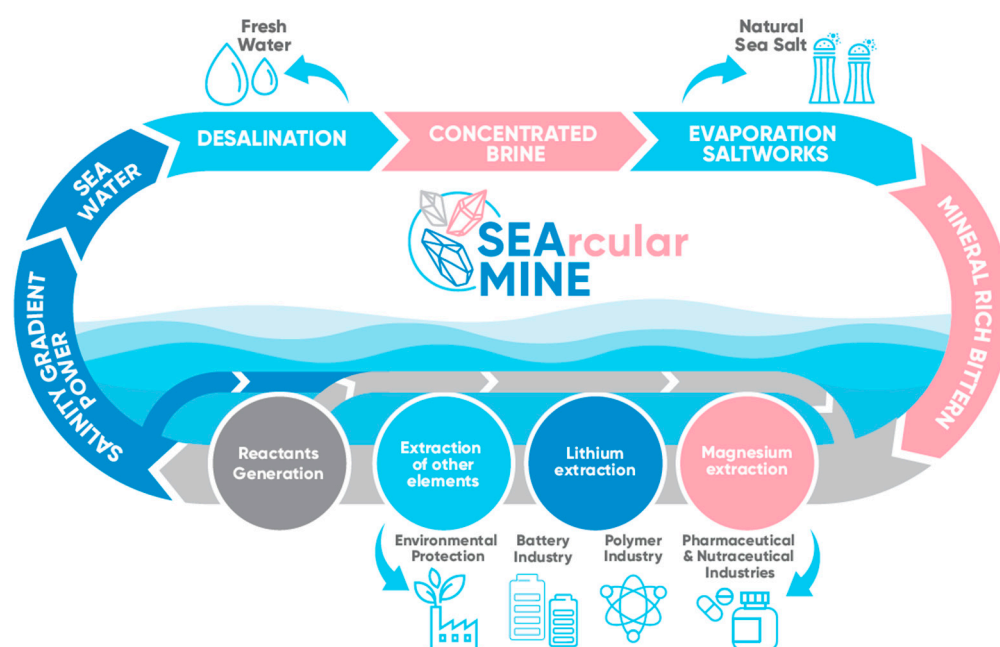 Fresh
Water
Natural
Sea Salt
DESALINATION
CONCENTRATED
BRINE
EVAPORATION
SALTWORKS
SEA
WATER
MINERAL RICH BITTERN
SEArcular
MINE
SALINITY GRADIENT
POWER
Reactants
Generation
Extraction
of other
elements
Lithium
extraction
Magnesium
extraction
Environmental
Protection
Battery
Industry
Polymer
Industry
Pharmaceutical
& Nutraceutical
Industries